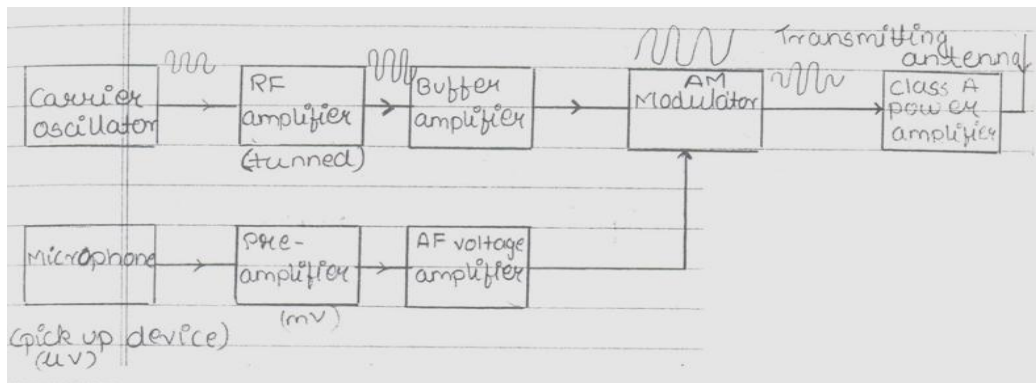 Carrier
oscillator
RF
amplifier
(tunned)
Buffer
amplifier
AM
Modulator
Transmitting
antenna
class A
power
amplifier
Microphone
(pick up device)
(uV)
Pre-
amplifier
(mV)
AF voltage
amplifier